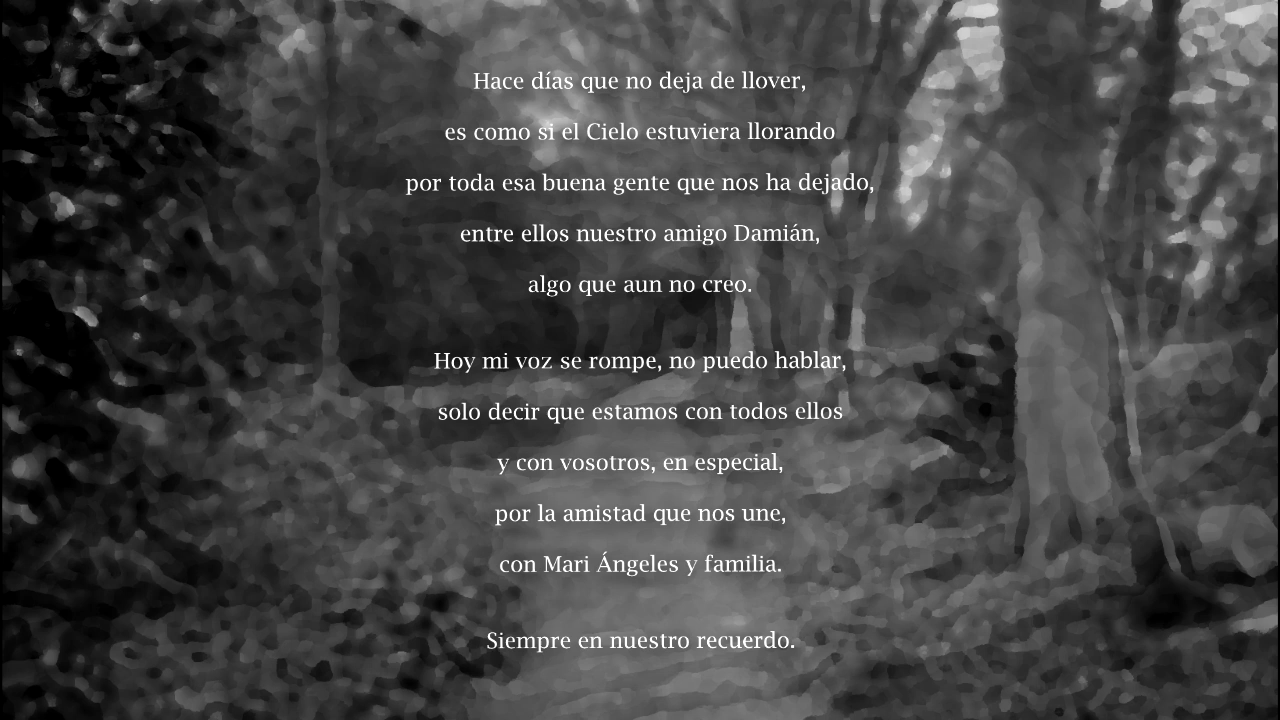 Hace días que no deja de llover,
es como si el Cielo estuviera llorando
por toda esa buena gente que nos ha dejado,
entre ellos nuestro amigo Damián,
algo que aun no creo.
Hoy mi voz se rompe, no puedo hablar,
solo decir que estamos con todos ellos
y con vosotros, en especial,
por la amistad que nos une,
con Mari Ángeles y familia.
Siempre en nuestro recuerdo.